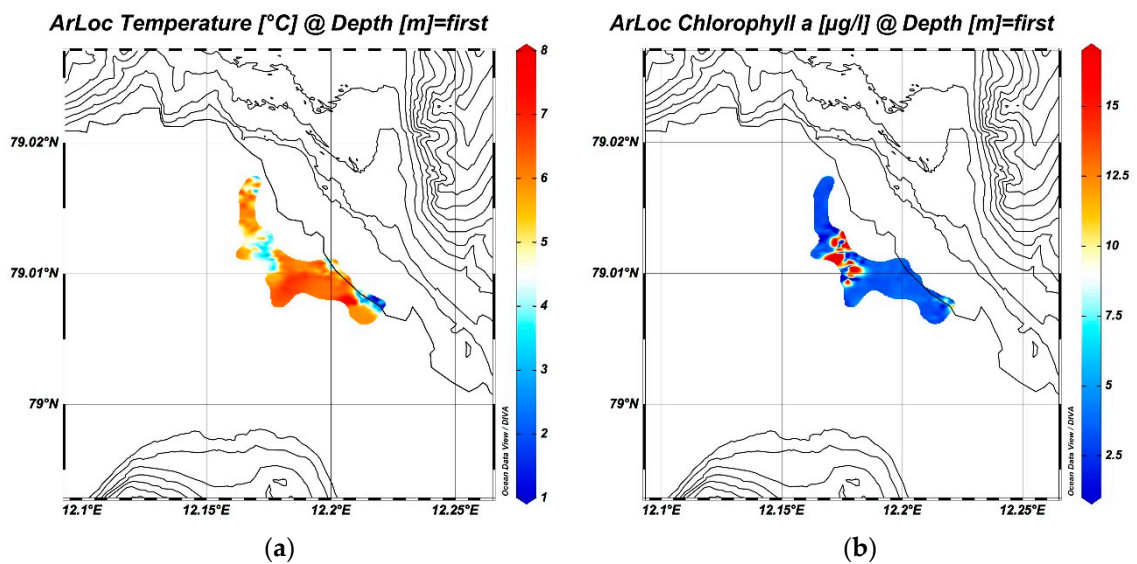 ArLoc Temperature [°C] @ Depth [m]=first
79.02°N
79.01°N
79°N
12.1°E 12.15°E 12.2°E 12.25°E
8
7
6
5
4
3
2
1
Ocean Data View / DIVA
(a)
ArLoc Chlorophyll a [µg/l] @ Depth [m]=first
79.02°N
79.01°N
79°N
12.1°E 12.15°E 12.2°E 12.25°E
15
12.5
10
7.5
5
2.5
Ocean Data View / DIVA
(b)